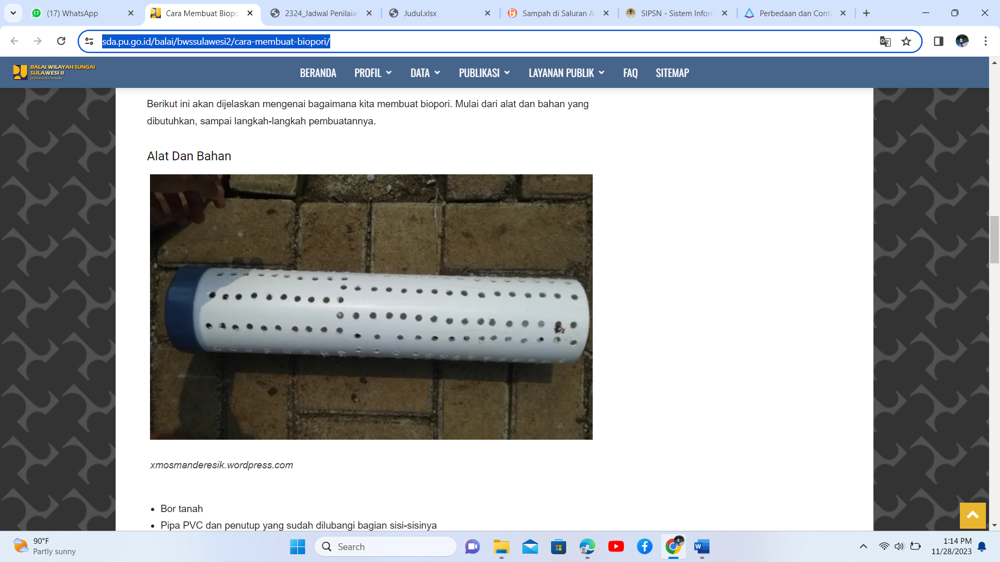 (17) WhatsApp
Cara Membuat Biopo
2324_Jadwal Penilaia
Judul.xlsx
Sampah di Saluran A
SIPSN - Sistem Inform
Perbedaan dan Conto
sda.pu.go.id/balai/bwssulawesi2/cara-membuat-biopori/
BALAI WILAYAH SUNGAI
SULAWESI II
provinsi Gorontalo
BERANDA
PROFIL
DATA
PUBLIKASI
LAYANAN PUBLIK
FAQ
SITEMAP
Berikut ini akan dijelaskan mengenai bagaimana kita membuat biopori. Mulai dari alat dan bahan yang
dibutuhkan, sampai langkah-langkah pembuatannya.
Alat Dan Bahan
xmosmanderesik.wordpress.com
• Bor tanah
• Pipa PVC dan penutup yang sudah dilubangi bagian sisi-sisinya
90°F
Partly sunny
Search
1:14 PM
11/28/2023